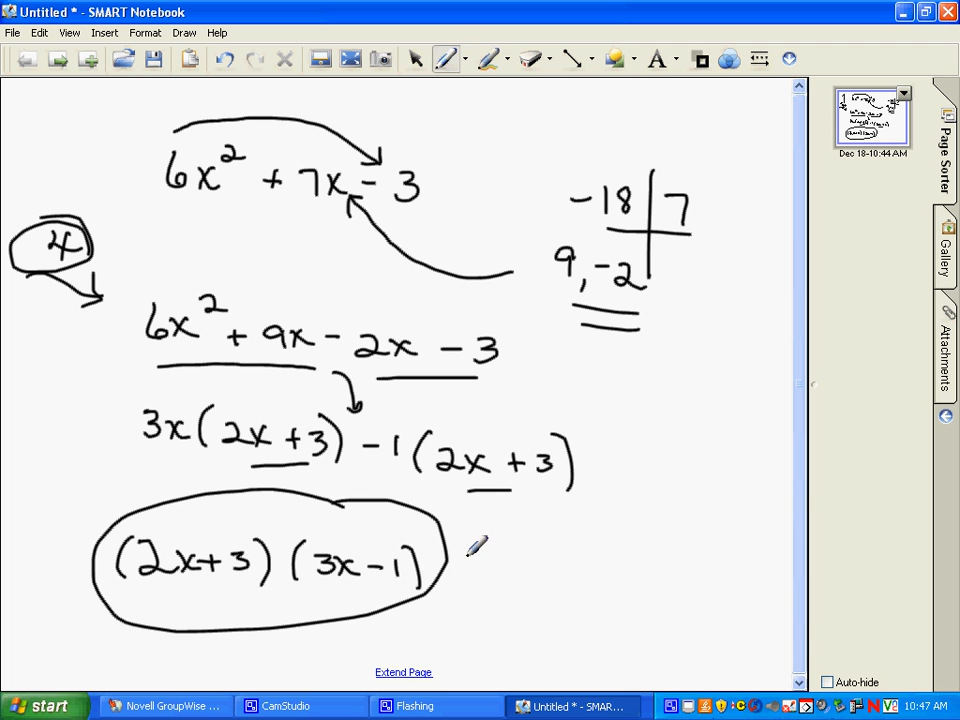 Untitled * - SMART Notebook
File Edit View Insert Format Draw Help
6x² + 7x - 3
-18 | 7
9, -2
4
6x² + 9x - 2x - 3
3x(2x + 3) - 1(2x + 3)
(2x+3)(3x-1)
Extend Page
Dec 18-10:44 AM
Page Sorter
Gallery
Attachments
Auto-hide
start
Novell GroupWise ...
CamStudio
Flashing
Untitled * - SMAR...
10:47 AM